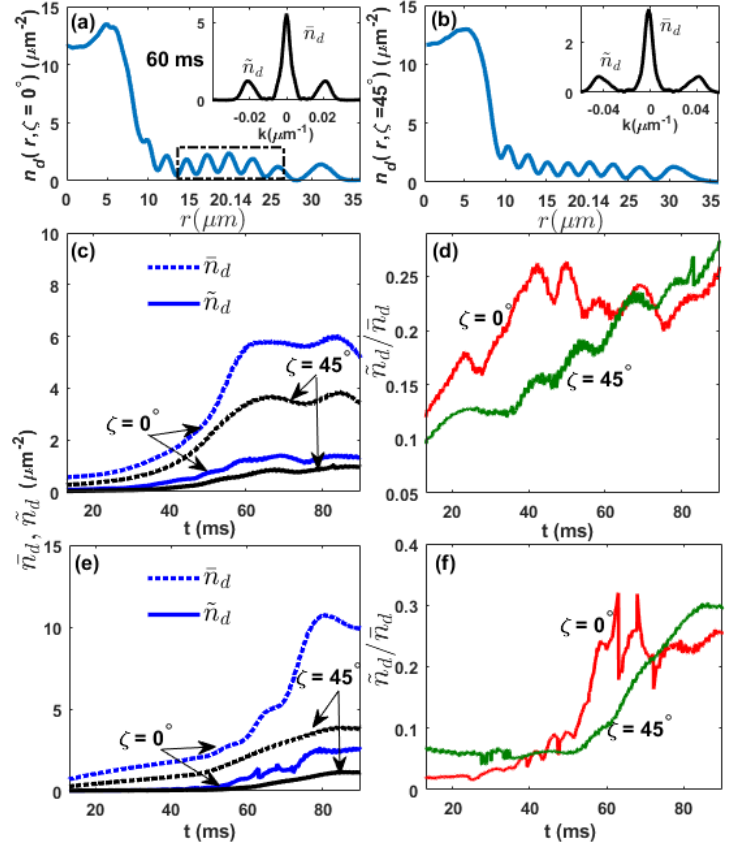 (a)
60 ms
n̄_d
ñ_d
5
0
-0.02 0 0.02
k(μm⁻¹)
n_d( r, ζ = 0°) (μm⁻²)
15
10
5
0
0 5 10 15 20.14 25 30 35
r(μm)
(b)
n̄_d
ñ_d
2
0
-0.04 0 0.04
k(μm⁻¹)
n_d( r, ζ =45°) (μm⁻²)
15
10
5
0
0 5 10 15 20.14 25 30 35
r(μm)
(c)
n̄_d
ñ_d
ζ = 45°
ζ = 0°
10
8
6
4
2
0
20 40 60 80
t (ms)
(d)
ζ = 0°
ζ = 45°
ñ_d/n̄_d
0.25
0.2
0.15
0.1
0.05
20 40 60 80
t (ms)
n̄_d, ñ_d (μm⁻²)
(e)
n̄_d
ñ_d
ζ = 45°
ζ = 0°
15
10
5
0
20 40 60 80
t (ms)
(f)
ζ = 0°
ζ = 45°
ñ_d/n̄_d
0.4
0.3
0.2
0.1
0
20 40 60 80
t (ms)